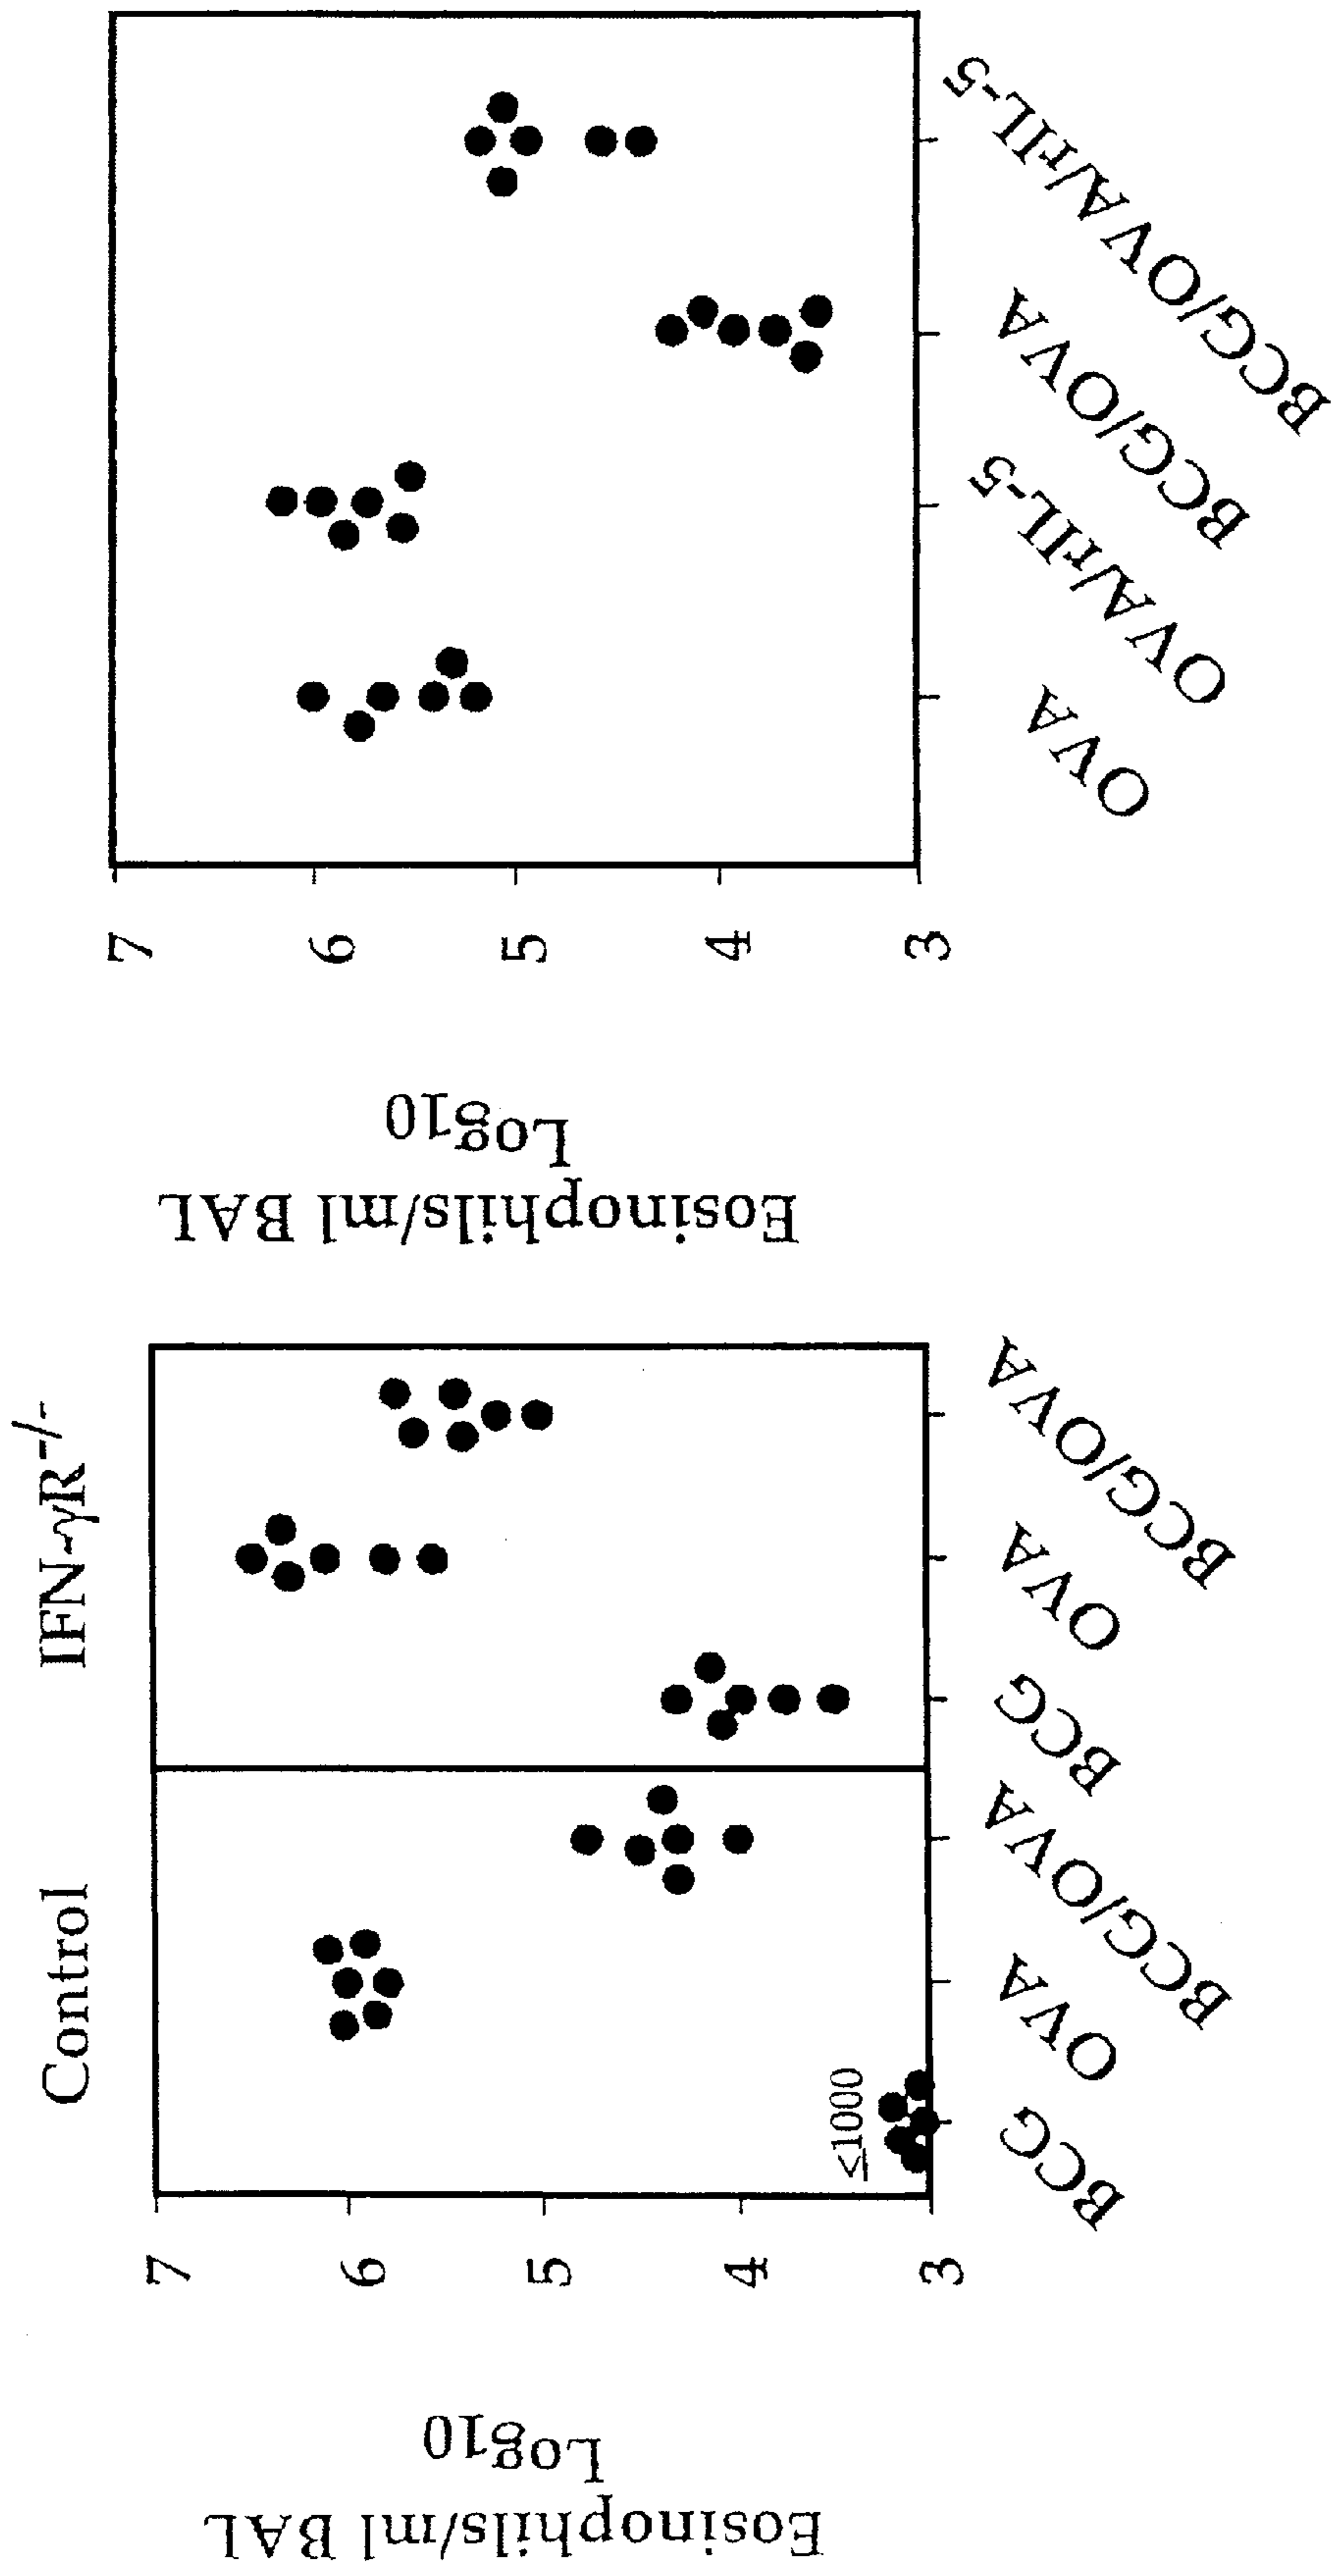 Control
IFN-γR-/-
Eosinophils/ml BAL
Log10
7
6
5
4
3
≤1000
BCG
OVA
BCG/OVA
BCG
OVA
BCG/OVA
Eosinophils/ml BAL
Log10
7
6
5
4
3
OVA
OVA/rIL-5
BCG/OVA
BCG/OVA/rIL-5